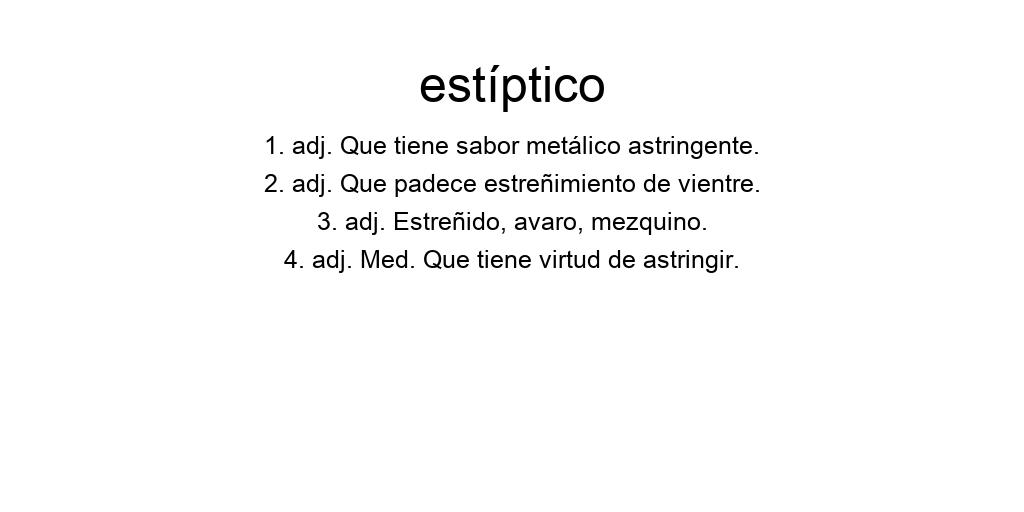 estíptico
1. adj. Que tiene sabor metálico astringente.
2. adj. Que padece estreñimiento de vientre.
3. adj. Estreñido, avaro, mezquino.
4. adj. Med. Que tiene virtud de astringir.